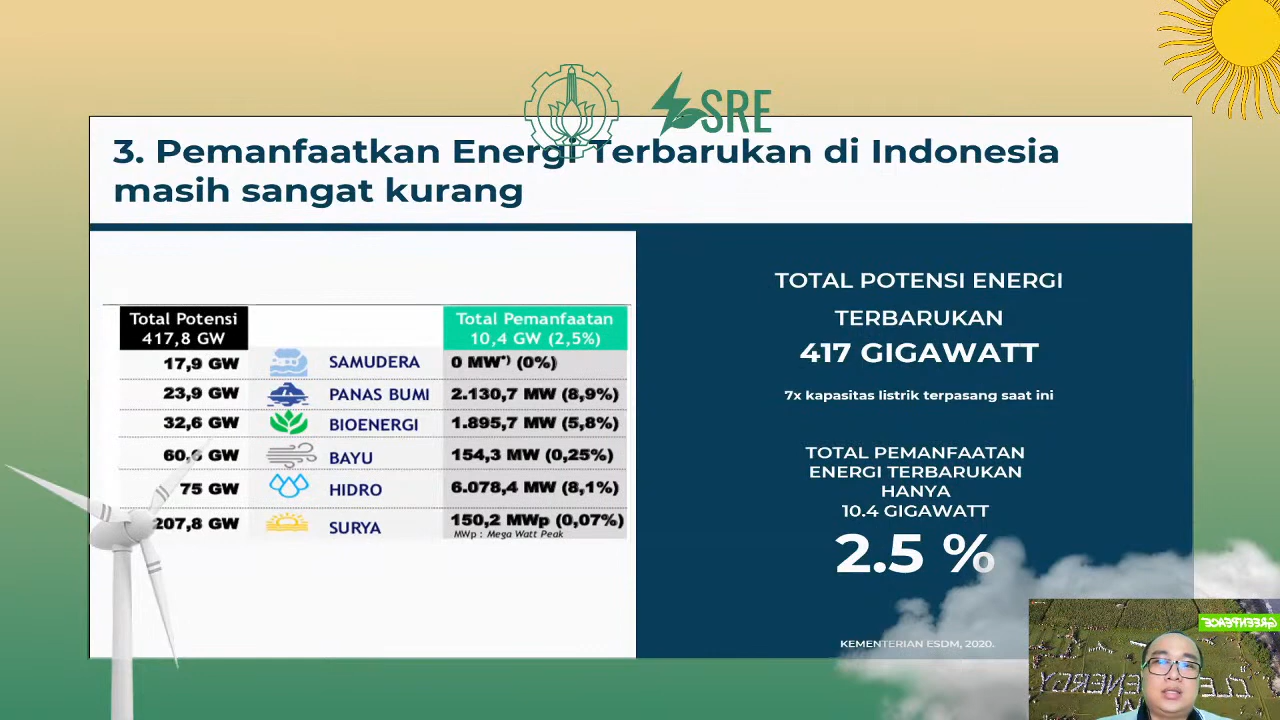 SRE
3. Pemanfaatkan Energi Terbarukan di Indonesia
masih sangat kurang
Total Potensi
417,8 GW
Total Pemanfaatan
10,4 GW (2,5%)
17,9 GW SAMUDERA 0 MW*) (0%)
23,9 GW PANAS BUMI 2.130,7 MW (8,9%)
32,6 GW BIOENERGI 1.895,7 MW (5,8%)
60,6 GW BAYU 154,3 MW (0,25%)
75 GW HIDRO 6.078,4 MW (8,1%)
207,8 GW SURYA 150,2 MWp (0,07%)
MWp : Mega Watt Peak
TOTAL POTENSI ENERGI
TERBARUKAN
417 GIGAWATT
7x kapasitas listrik terpasang saat ini
TOTAL PEMANFAATAN
ENERGI TERBARUKAN
HANYA
10.4 GIGAWATT
2.5 %
KEMENTERIAN ESDM, 2020.
GREENPEACE
ENERGY